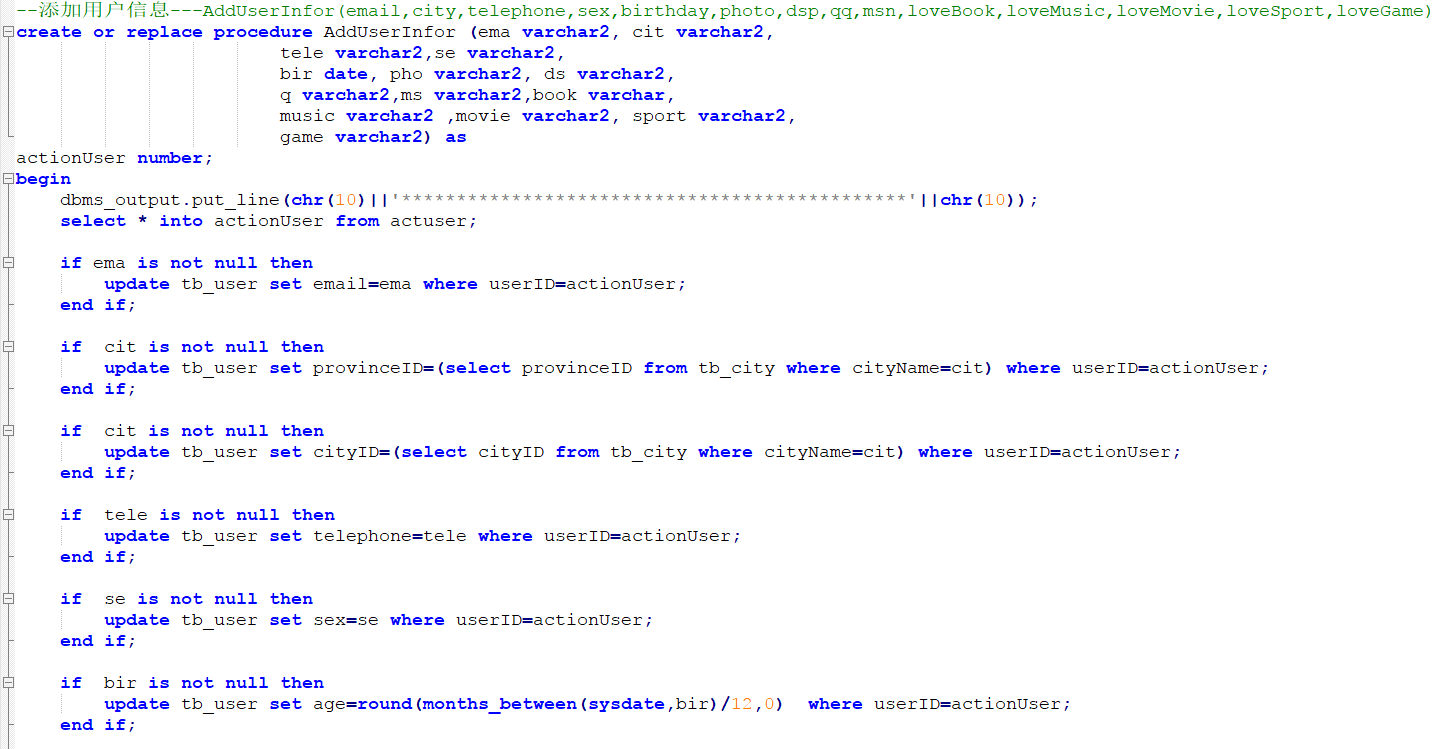 --添加用户信息---AddUserInfor(email,city,telephone,sex,birthday,photo,dsp,qq,msn,loveBook,loveMusic,loveMovie,loveSport,loveGame)
create or replace procedure AddUserInfor (ema varchar2, cit varchar2,
tele varchar2,se varchar2,
bir date, pho varchar2, ds varchar2,
q varchar2,ms varchar2,book varchar,
music varchar2 ,movie varchar2, sport varchar2,
game varchar2) as
actionUser number;
begin
dbms_output.put_line(chr(10)||'**********************************************'||chr(10));
select * into actionUser from actuser;
if ema is not null then
update tb_user set email=ema where userID=actionUser;
end if;
if  cit is not null then
update tb_user set provinceID=(select provinceID from tb_city where cityName=cit) where userID=actionUser;
end if;
if  cit is not null then
update tb_user set cityID=(select cityID from tb_city where cityName=cit) where userID=actionUser;
end if;
if  tele is not null then
update tb_user set telephone=tele where userID=actionUser;
end if;
if  se is not null then
update tb_user set sex=se where userID=actionUser;
end if;
if  bir is not null then
update tb_user set age=round(months_between(sysdate,bir)/12,0)  where userID=actionUser;
end if;